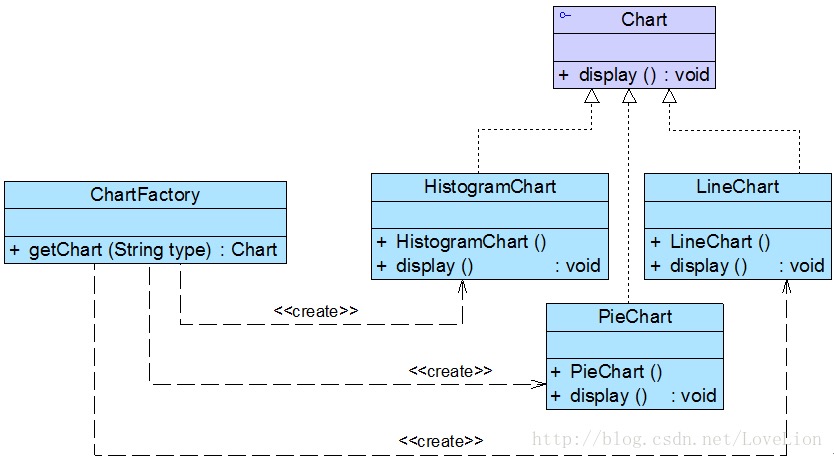 Chart
+ display () : void
ChartFactory
+ getChart (String type) : Chart
HistogramChart
+ HistogramChart ()
+ display () : void
LineChart
+ LineChart ()
+ display () : void
PieChart
+ PieChart ()
+ display () : void
<<create>>
<<create>>
<<create>>
http://blog.csdn.net/LoveLion